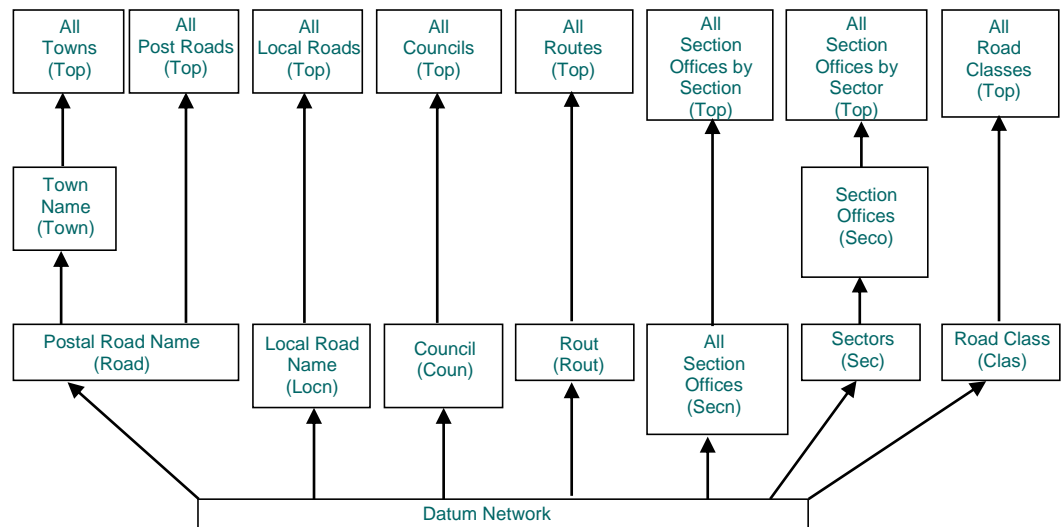 All
Towns
(Top)
All
Post Roads
(Top)
All
Local Roads
(Top)
All
Councils
(Top)
All
Routes
(Top)
All
Section
Offices by
Section
(Top)
All
Section
Offices by
Sector
(Top)
All
Road
Classes
(Top)
Town
Name
(Town)
Section
Offices
(Seco)
Postal Road Name
(Road)
Local Road
Name
(Locn)
Council
(Coun)
Rout
(Rout)
All
Section
Offices
(Secn)
Sectors
(Sec)
Road Class
(Clas)
Datum Network